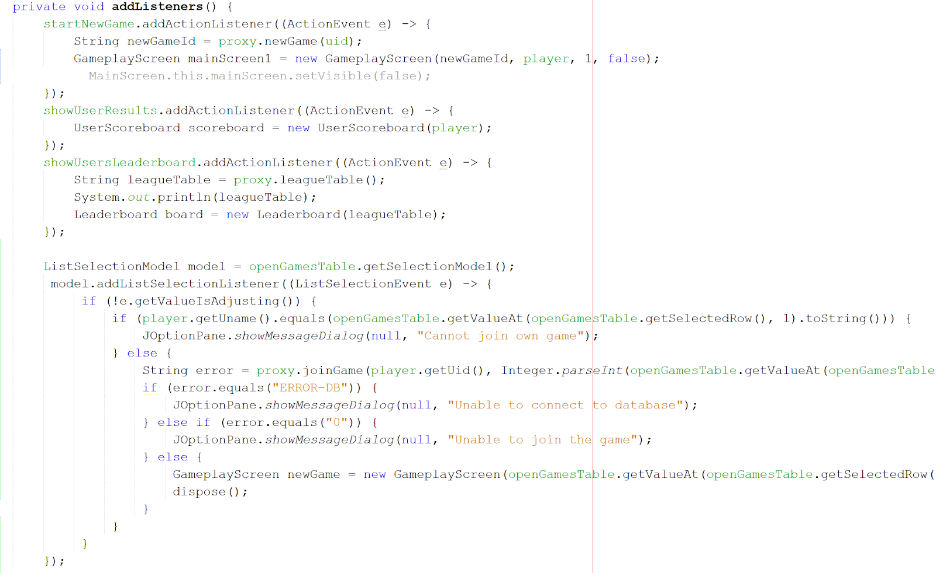 private void addListeners() {
    startNewGame.addActionListener((ActionEvent e) -> {
        String newGameId = proxy.newGame(uid);
        GameplayScreen mainScreen1 = new GameplayScreen(newGameId, player, 1, false);
          MainScreen.this.mainScreen.setVisible(false);
    });
    showUserResults.addActionListener((ActionEvent e) -> {
        UserScoreboard scoreboard = new UserScoreboard(player);
    });
    showUsersLeaderboard.addActionListener((ActionEvent e) -> {
        String leagueTable = proxy.leagueTable();
        System.out.println(leagueTable);
        Leaderboard board = new Leaderboard(leagueTable);
    });

    ListSelectionModel model = openGamesTable.getSelectionModel();
     model.addListSelectionListener((ListSelectionEvent e) -> {
         if (!e.getValueIsAdjusting()) {
             if (player.getUname().equals(openGamesTable.getValueAt(openGamesTable.getSelectedRow(), 1).toString())) {
                 JOptionPane.showMessageDialog(null, "Cannot join own game");
             } else {
                 String error = proxy.joinGame(player.getUid(), Integer.parseInt(openGamesTable.getValueAt(openGamesTable
                 if (error.equals("ERROR-DB")) {
                     JOptionPane.showMessageDialog(null, "Unable to connect to database");
                 } else if (error.equals("0")) {
                     JOptionPane.showMessageDialog(null, "Unable to join the game");
                 } else {
                     GameplayScreen newGame = new GameplayScreen(openGamesTable.getValueAt(openGamesTable.getSelectedRow(
                     dispose();
                 }
             }
         }
    });